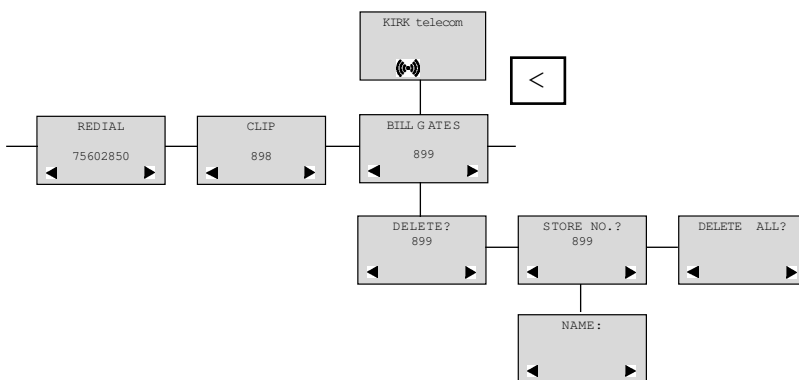 KIRK telecom
<
REDIAL
75602850
CLIP
898
BILL GATES
899
DELETE?
899
STORE NO.?
899
DELETE ALL?
NAME: